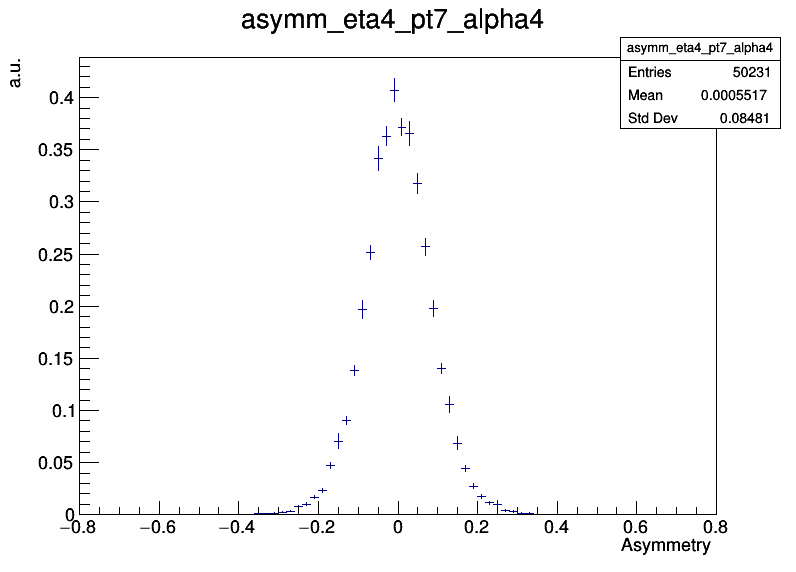 asymm_eta4_pt7_alpha4
asymm_eta4_pt7_alpha4
Entries 50231
Mean 0.0005517
Std Dev 0.08481
a.u.
0.4
0.35
0.3
0.25
0.2
0.15
0.1
0.05
0
−0.8 −0.6 −0.4 −0.2 0 0.2 0.4 0.6 0.8
Asymmetry